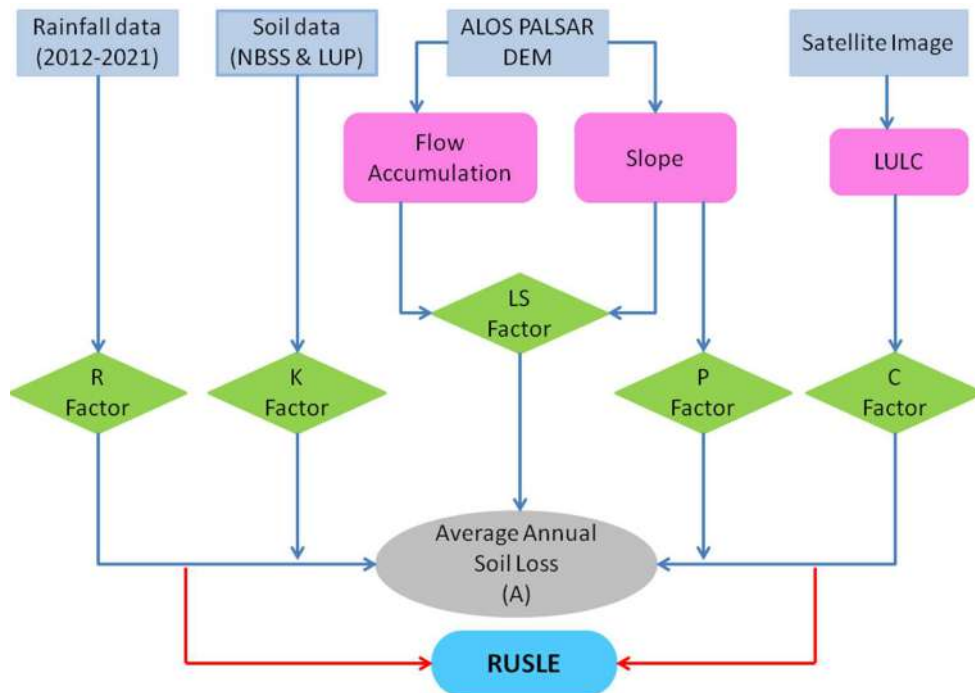 Rainfall data
(2012-2021)
Soil data
(NBSS & LUP)
ALOS PALSAR
DEM
Satellite Image
Flow
Accumulation
Slope
LULC
LS
Factor
R
Factor
K
Factor
P
Factor
C
Factor
Average Annual
Soil Loss
(A)
RUSLE